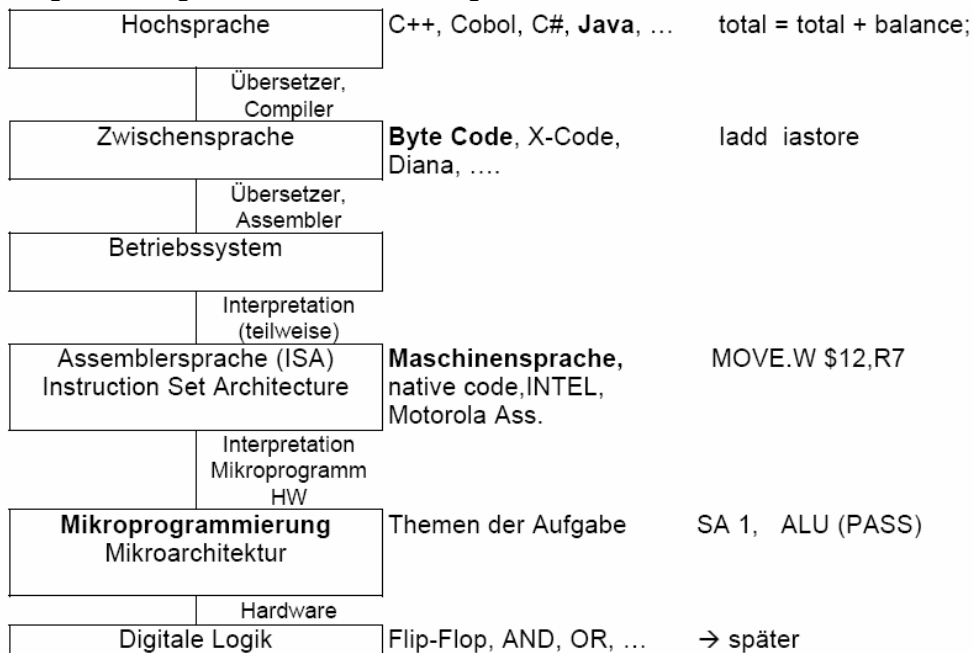 Hochsprache C++, Cobol, C#, Java, … total = total + balance;
Übersetzer,
Compiler
Zwischensprache Byte Code, X-Code, ladd iastore
Diana, ….
Übersetzer,
Assembler
Betriebssystem
Interpretation
(teilweise)
Assemblersprache (ISA) Maschinensprache, MOVE.W $12,R7
Instruction Set Architecture native code,INTEL,
Motorola Ass.
Interpretation
Mikroprogramm
HW
Mikroprogrammierung Themen der Aufgabe SA 1, ALU (PASS)
Mikroarchitektur
Hardware
Digitale Logik Flip-Flop, AND, OR, … → später